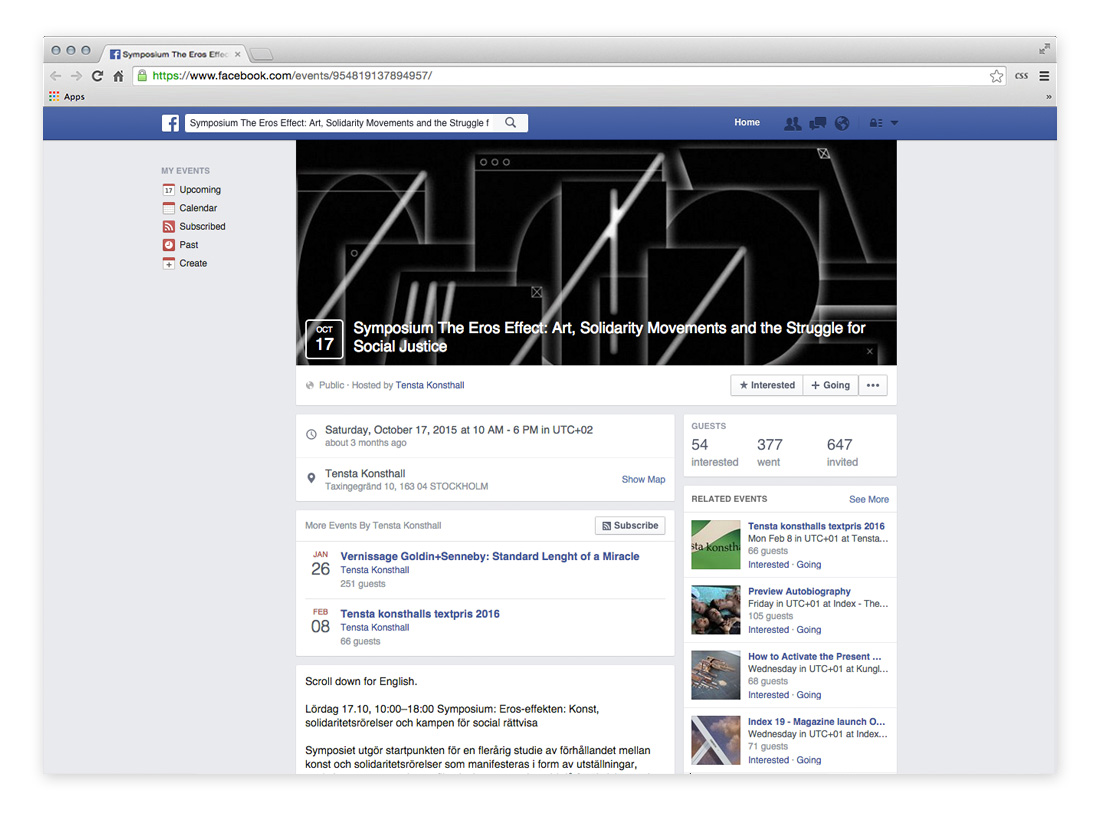 Symposium The Eros Effec
https://www.facebook.com/events/954819137894957/
CSS
Apps
»
f
Symposium The Eros Effect: Art, Solidarity Movements and the Struggle f
Home
MY EVENTS
17 Upcoming
Calendar
Subscribed
Past
Create
OCT
17
Symposium The Eros Effect: Art, Solidarity Movements and the Struggle for
Social Justice
Public · Hosted by Tensta Konsthall
Interested
Going
Saturday, October 17, 2015 at 10 AM - 6 PM in UTC+02
about 3 months ago
Tensta Konsthall
Taxingegränd 10, 163 04 STOCKHOLM
Show Map
More Events By Tensta Konsthall
Subscribe
JAN
26
Vernissage Goldin+Senneby: Standard Lenght of a Miracle
Tensta Konsthall
251 guests
FEB
08
Tensta konsthalls textpris 2016
Tensta Konsthall
66 guests
Scroll down for English.
Lördag 17.10, 10:00–18:00 Symposium: Eros-effekten: Konst,
solidaritetsrörelser och kampen för social rättvisa
Symposiet utgör startpunkten för en flerårig studie av förhållandet mellan
konst och solidaritetsrörelser som manifesteras i form av utställningar,
GUESTS
54 377 647
interested went invited
RELATED EVENTS See More
sta konsth
Tensta konsthalls textpris 2016
Mon Feb 8 in UTC+01 at Tensta...
66 guests
Interested · Going
Preview Autobiography
Friday in UTC+01 at Index - The...
105 guests
Interested · Going
How to Activate the Present ...
Wednesday in UTC+01 at Kungl...
68 guests
Interested · Going
Index 19 - Magazine launch O...
Wednesday in UTC+01 at Index...
71 guests
Interested · Going